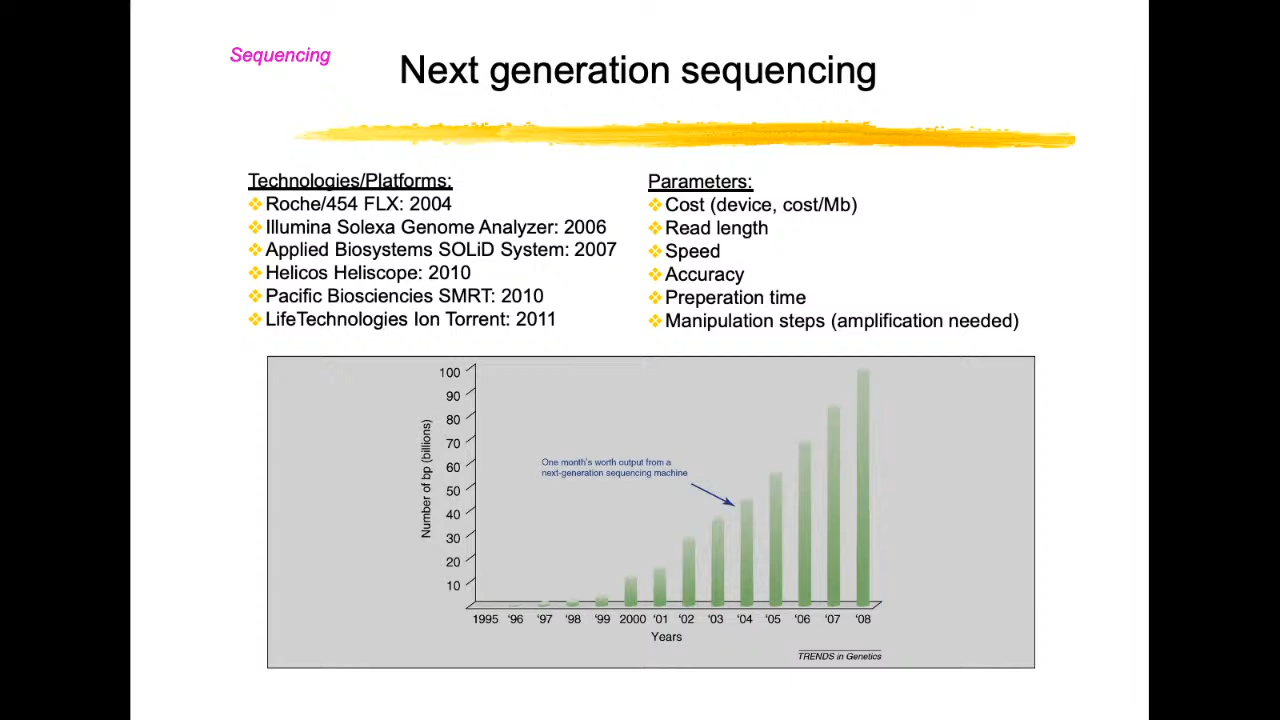 Sequencing
Next generation sequencing
Technologies/Platforms:
Roche/454 FLX: 2004
Illumina Solexa Genome Analyzer: 2006
Applied Biosystems SOLiD System: 2007
Helicos Heliscope: 2010
Pacific Biosciencies SMRT: 2010
LifeTechnologies Ion Torrent: 2011
Parameters:
Cost (device, cost/Mb)
Read length
Speed
Accuracy
Preperation time
Manipulation steps (amplification needed)
Number of bp (billions)
100
90
80
70
60
50
40
30
20
10
One month's worth output from a
next-generation sequencing machine
1995 '96 '97 '98 '99 2000 '01 '02 '03 '04 '05 '06 '07 '08
Years
TRENDS in Genetics